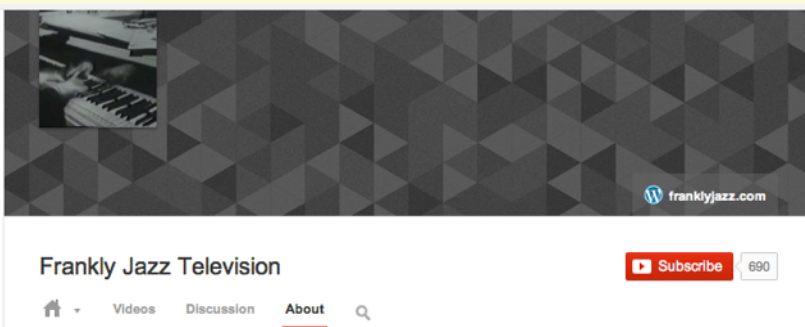 franklyjazz.com
Frankly Jazz Television
Subscribe 690
Videos Discussion About